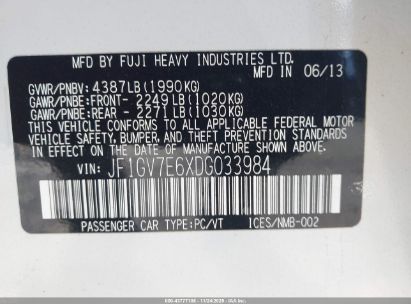 MFD BY FUJI HEAVY INDUSTRIES LTD.
MFD IN 06/13
GVWR/PNBV: 4387LB(1990KG)
GAWR/PNBE:FRONT- 2249LB(1020KG)
GAWR/PNBE:REAR - 2271LB(1030KG)
THIS VEHICLE CONFORMS TO ALL APPLICABLE FEDERAL MOTOR
VEHICLE SAFETY, BUMPER, AND THEFT PREVENTION STANDARDS
IN EFFECT ON THE DATE OF MANUFACTURE SHOWN ABOVE.
VIN: JF1GV7E6XDG033984
PASSENGER CAR TYPE:PC/VT ICES/NMB-002